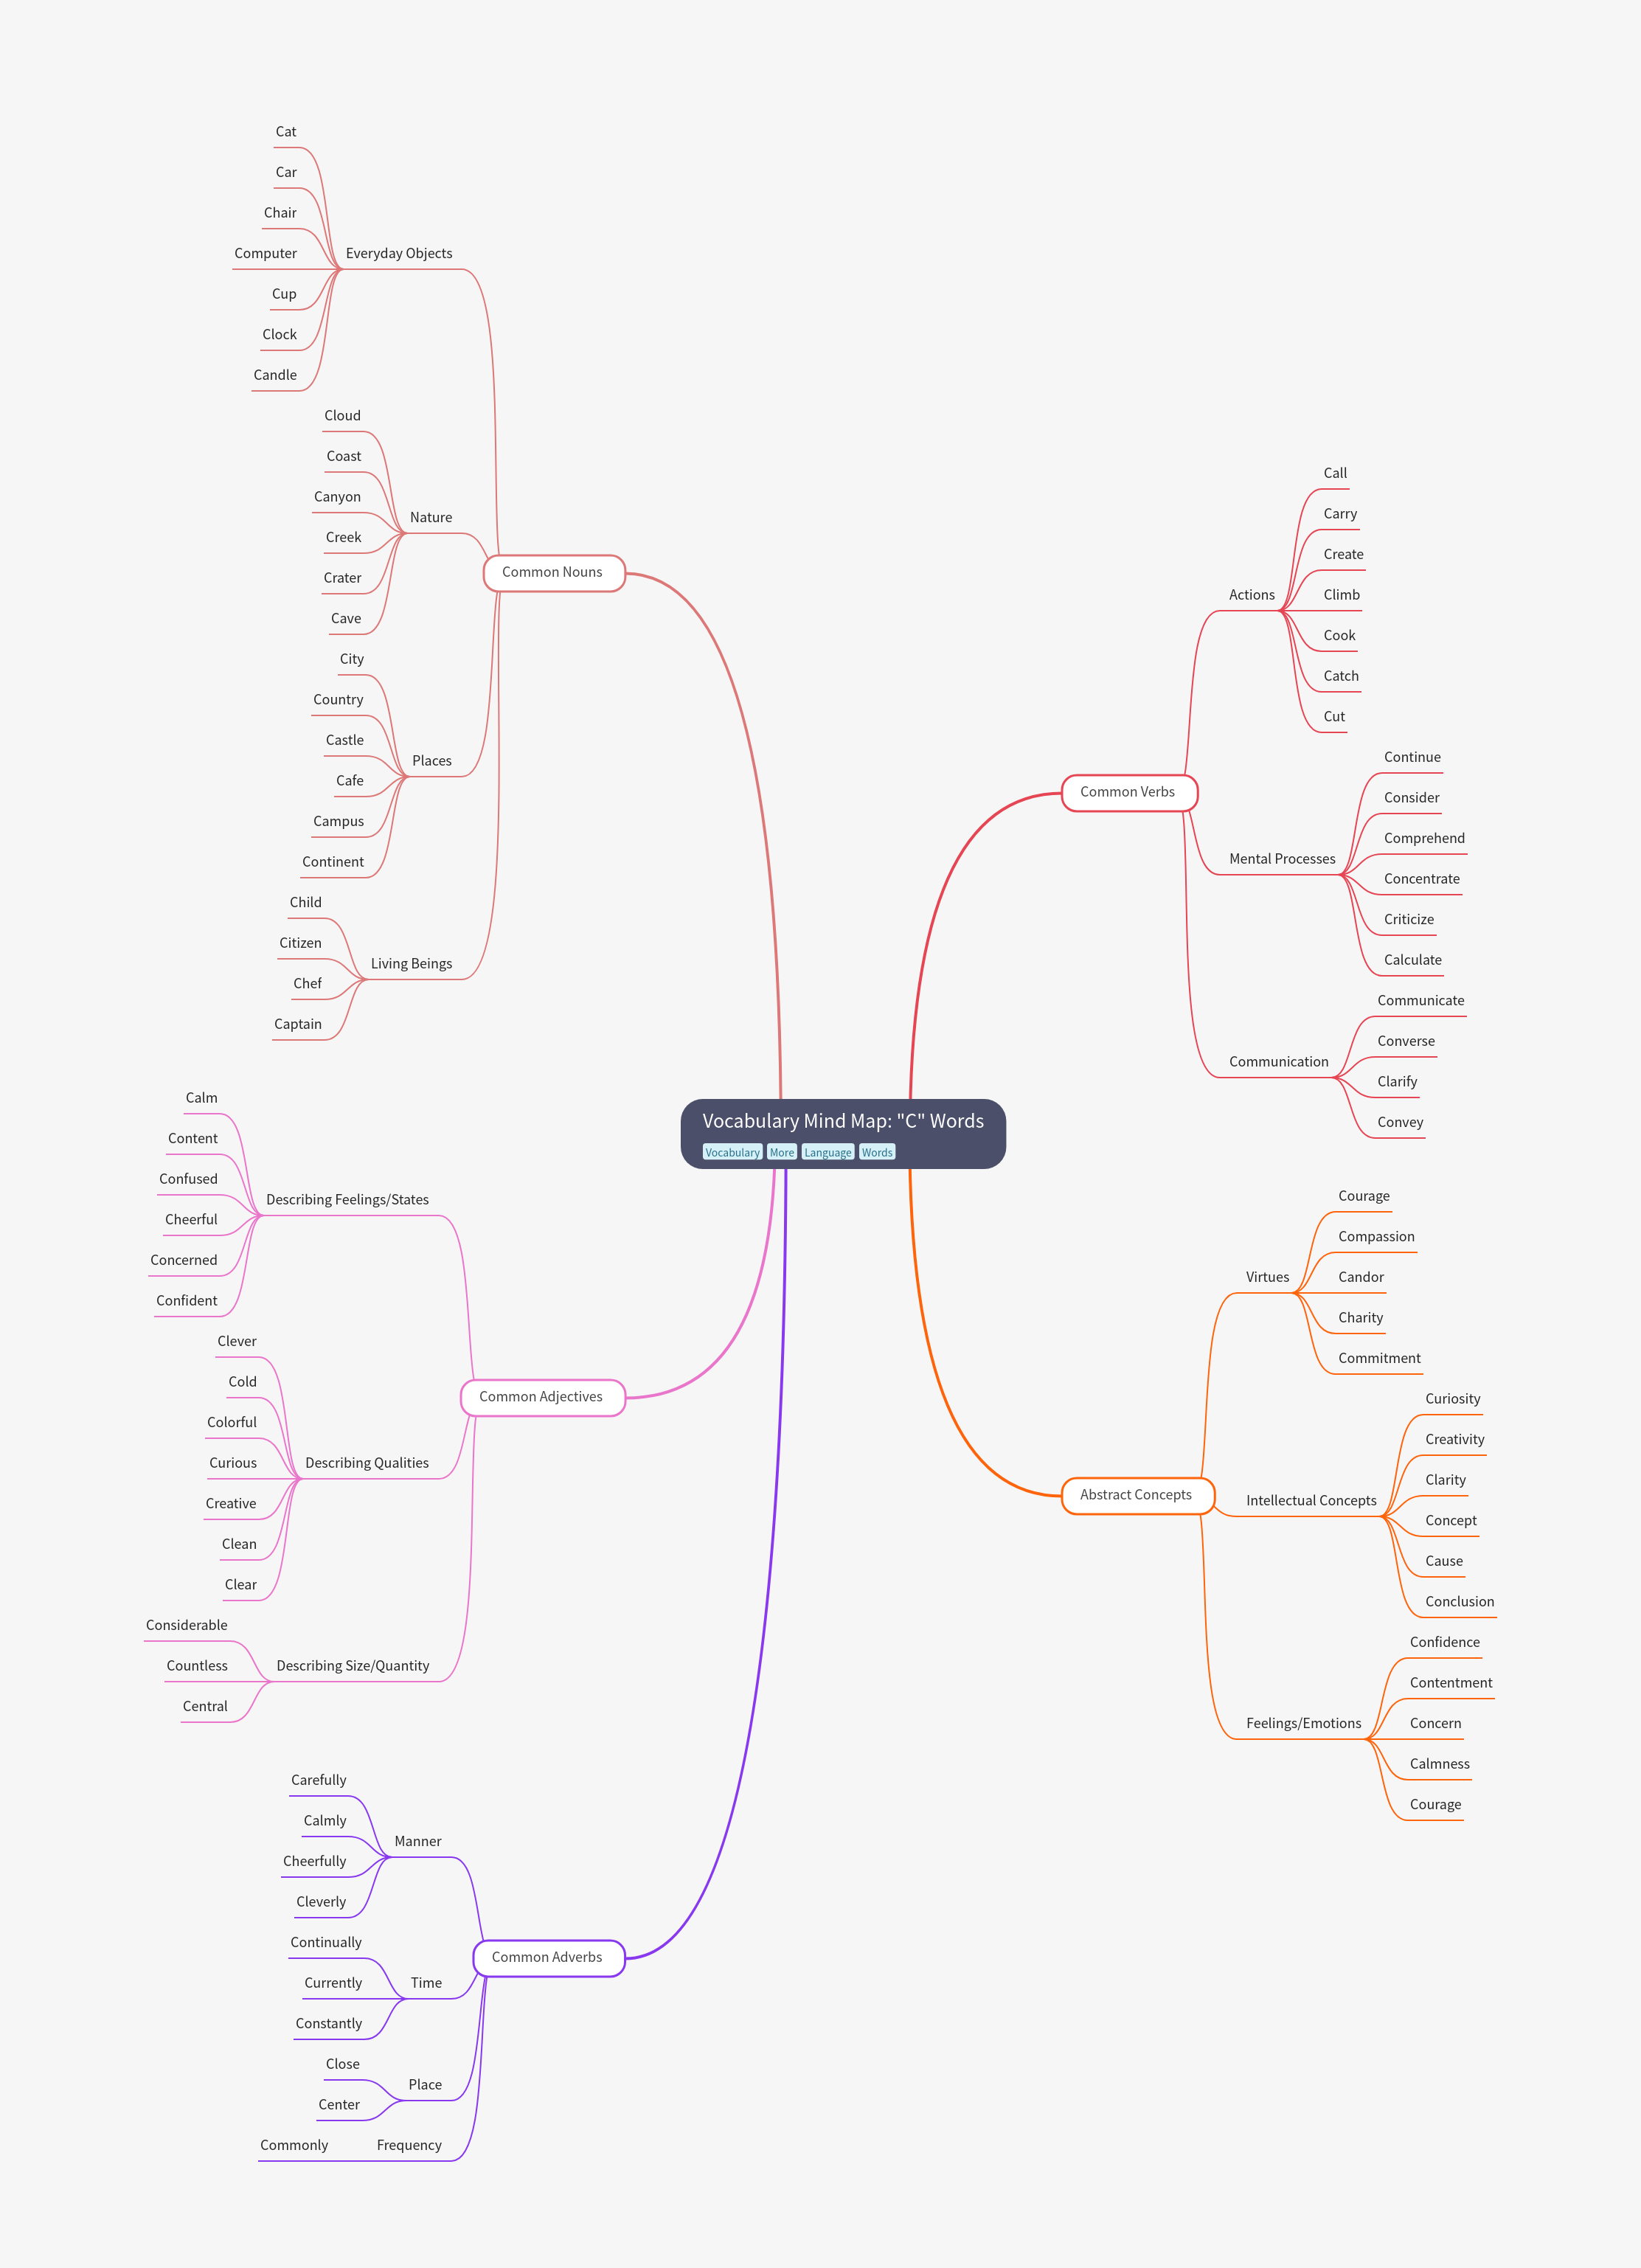 Vocabulary Mind Map: "C" Words
Vocabulary More Language Words
Common Nouns
Everyday Objects
Cat
Car
Chair
Computer
Cup
Clock
Candle
Nature
Cloud
Coast
Canyon
Creek
Crater
Cave
Places
City
Country
Castle
Cafe
Campus
Continent
Living Beings
Child
Citizen
Chef
Captain
Common Verbs
Actions
Call
Carry
Create
Climb
Cook
Catch
Cut
Mental Processes
Continue
Consider
Comprehend
Concentrate
Criticize
Calculate
Communication
Communicate
Converse
Clarify
Convey
Common Adjectives
Describing Feelings/States
Calm
Content
Confused
Cheerful
Concerned
Confident
Describing Qualities
Clever
Cold
Colorful
Curious
Creative
Clean
Clear
Describing Size/Quantity
Considerable
Countless
Central
Abstract Concepts
Virtues
Courage
Compassion
Candor
Charity
Commitment
Intellectual Concepts
Curiosity
Creativity
Clarity
Concept
Cause
Conclusion
Feelings/Emotions
Confidence
Contentment
Concern
Calmness
Courage
Common Adverbs
Manner
Carefully
Calmly
Cheerfully
Cleverly
Time
Continually
Currently
Constantly
Place
Close
Center
Frequency
Commonly